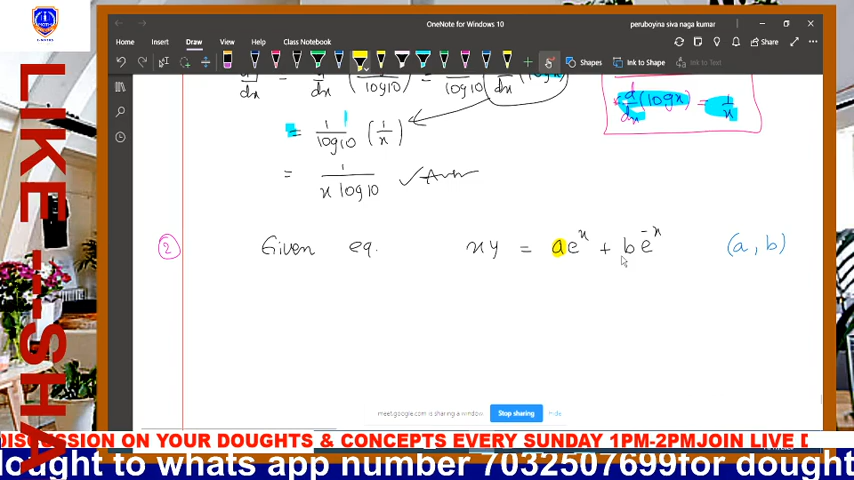 OneNote for Windows 10
peruboyina siva naga kumar
Home Insert Draw View Help Class Notebook
Share
Shapes Ink to Shape Ink to Text
d/dx (log x) = 1/x
= 1/log10 (1/x)
= 1/(x log10) ✓Ans
2 Given eq. xy = ae^x + be^-x (a, b)
meet.google.com is sharing a window. Stop sharing Hide
LIKE ---SHA
ISCUSSION ON YOUR DOUGHTS & CONCEPTS EVERY SUNDAY 1PM-2PMJOIN LIVE D
dought to whats app number 7032507699for dought